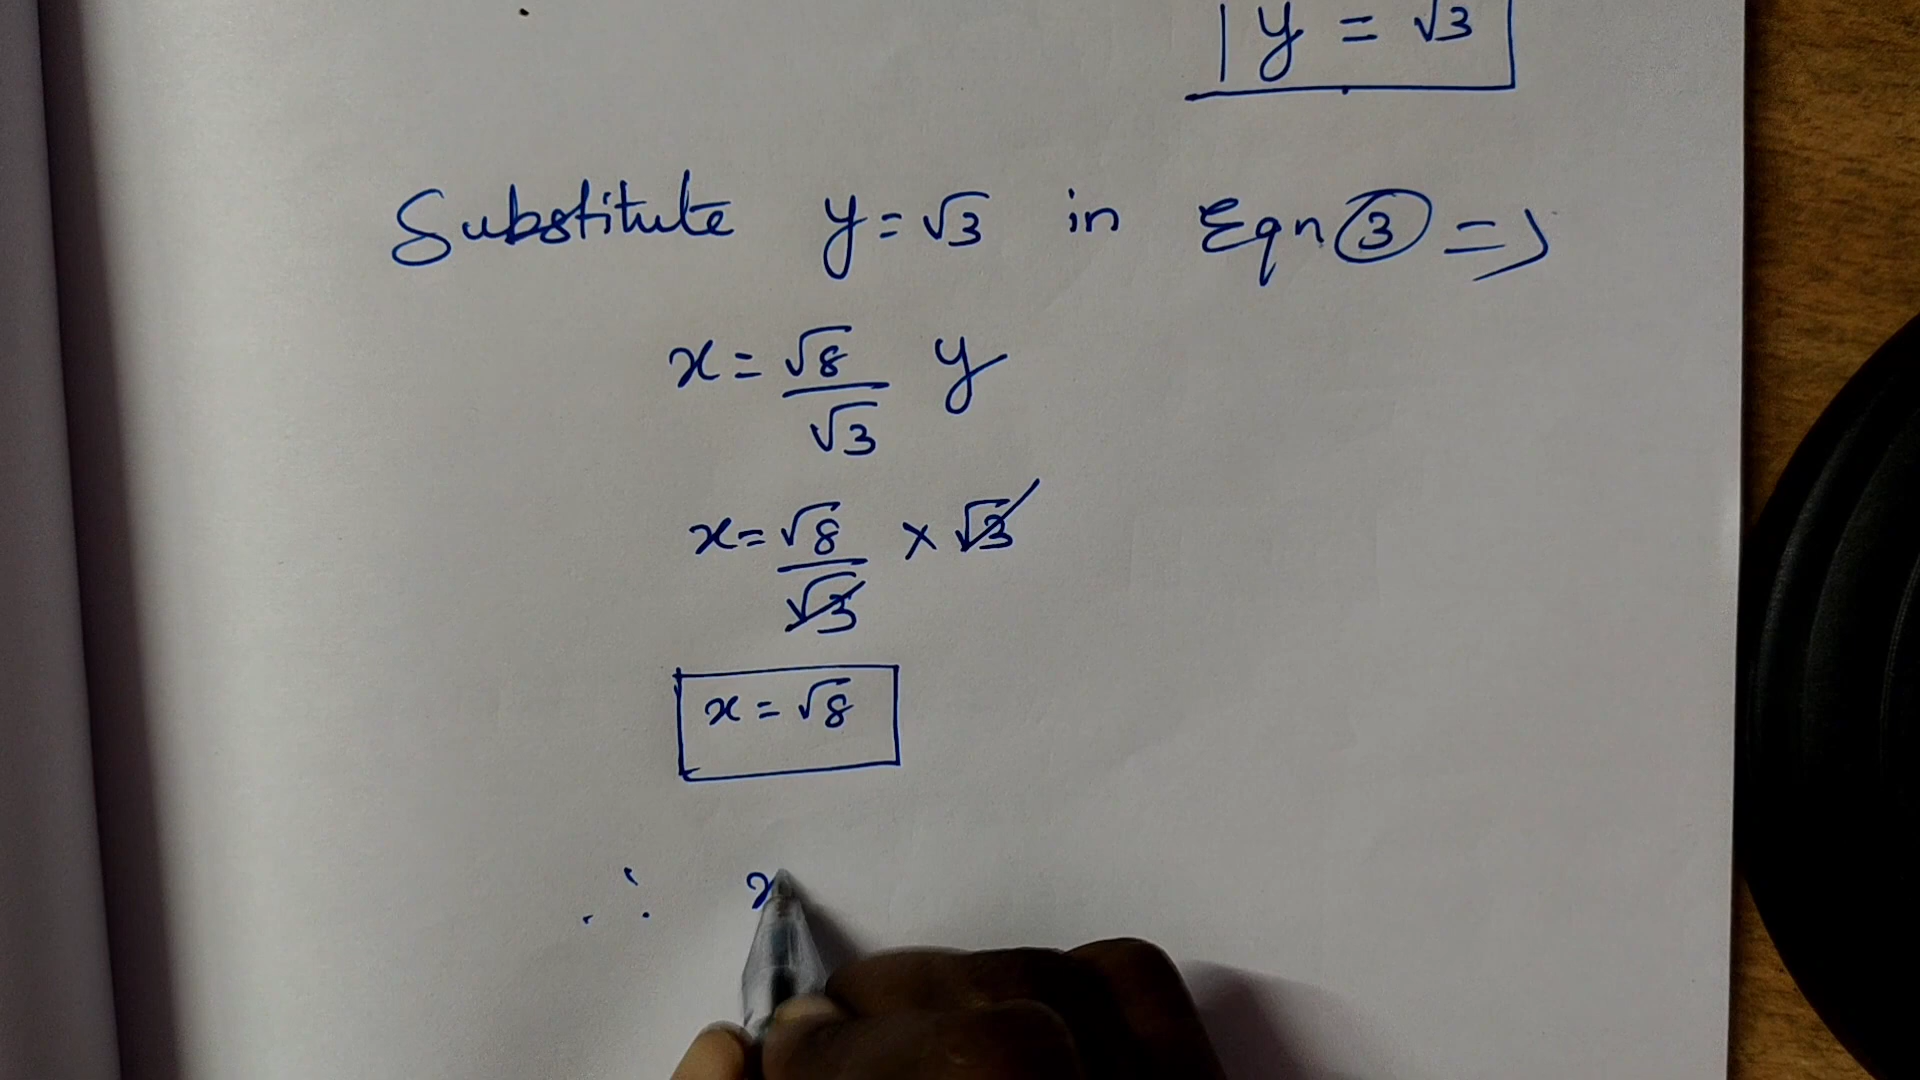 y = √3
Substitute y = √3 in Eqn ③ =>
x = √8/√3 y
x = √8/√3 × √3
x = √8
∴ x